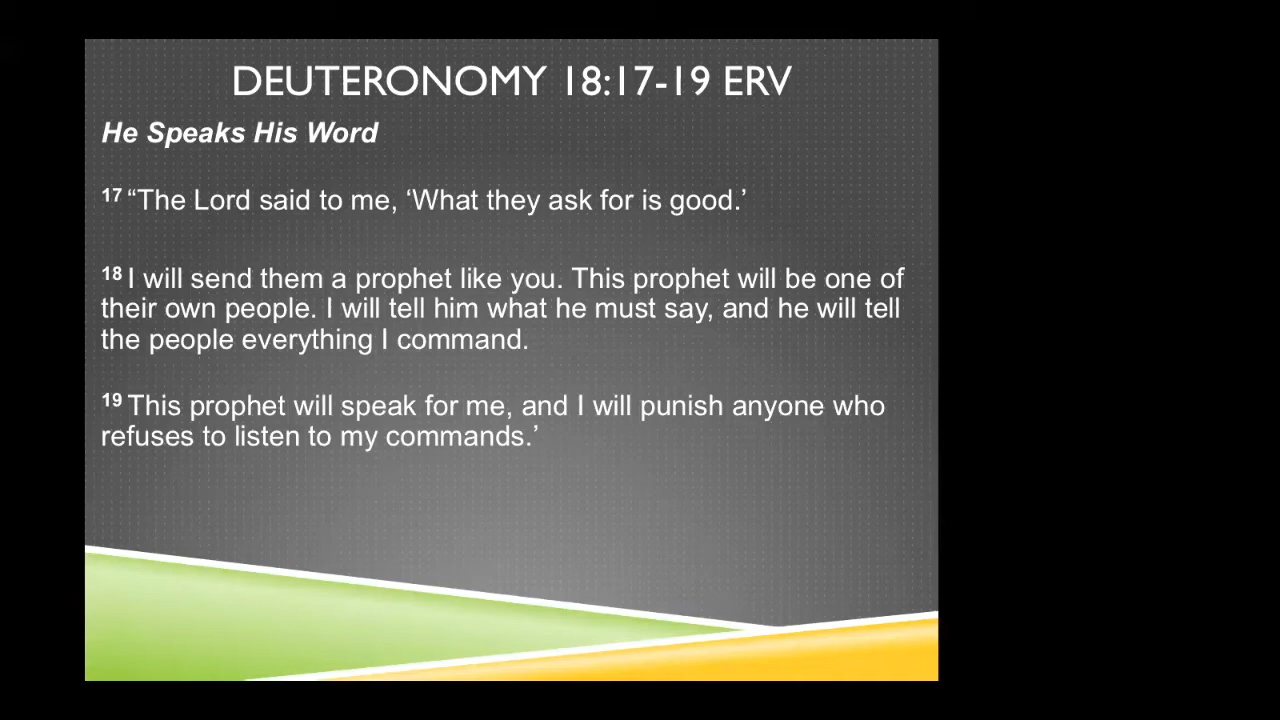 DEUTERONOMY 18:17-19 ERV
He Speaks His Word
17 “The Lord said to me, ‘What they ask for is good.’
18 I will send them a prophet like you. This prophet will be one of
their own people. I will tell him what he must say, and he will tell
the people everything I command.
19 This prophet will speak for me, and I will punish anyone who
refuses to listen to my commands.’